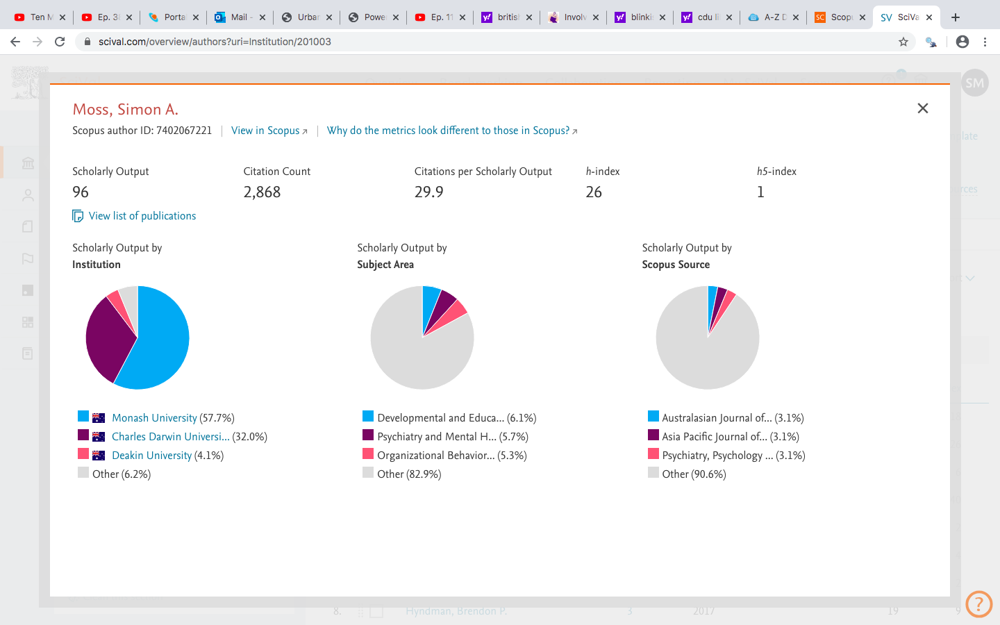 Ten M
Ep. 38
Porta
Mail -
Urbar
Powe
Ep. 11
britisl
Involv
blinki
cdu li
A-Z D
Scop
SciVa
scival.com/overview/authors?uri=Institution/201003
SM
Moss, Simon A.
Scopus author ID: 7402067221 | View in Scopus ↗ | Why do the metrics look different to those in Scopus? ↗
Scholarly Output
Citation Count
Citations per Scholarly Output
h-index
h5-index
96
2,868
29.9
26
1
View list of publications
Scholarly Output by
Institution
Monash University (57.7%)
Charles Darwin Universi... (32.0%)
Deakin University (4.1%)
Other (6.2%)
Scholarly Output by
Subject Area
Developmental and Educa... (6.1%)
Psychiatry and Mental H... (5.7%)
Organizational Behavior... (5.3%)
Other (82.9%)
Scholarly Output by
Scopus Source
Australasian Journal of... (3.1%)
Asia Pacific Journal of... (3.1%)
Psychiatry, Psychology ... (3.1%)
Other (90.6%)
8. Hyndman, Brendon P. 3 2017 19 9
?